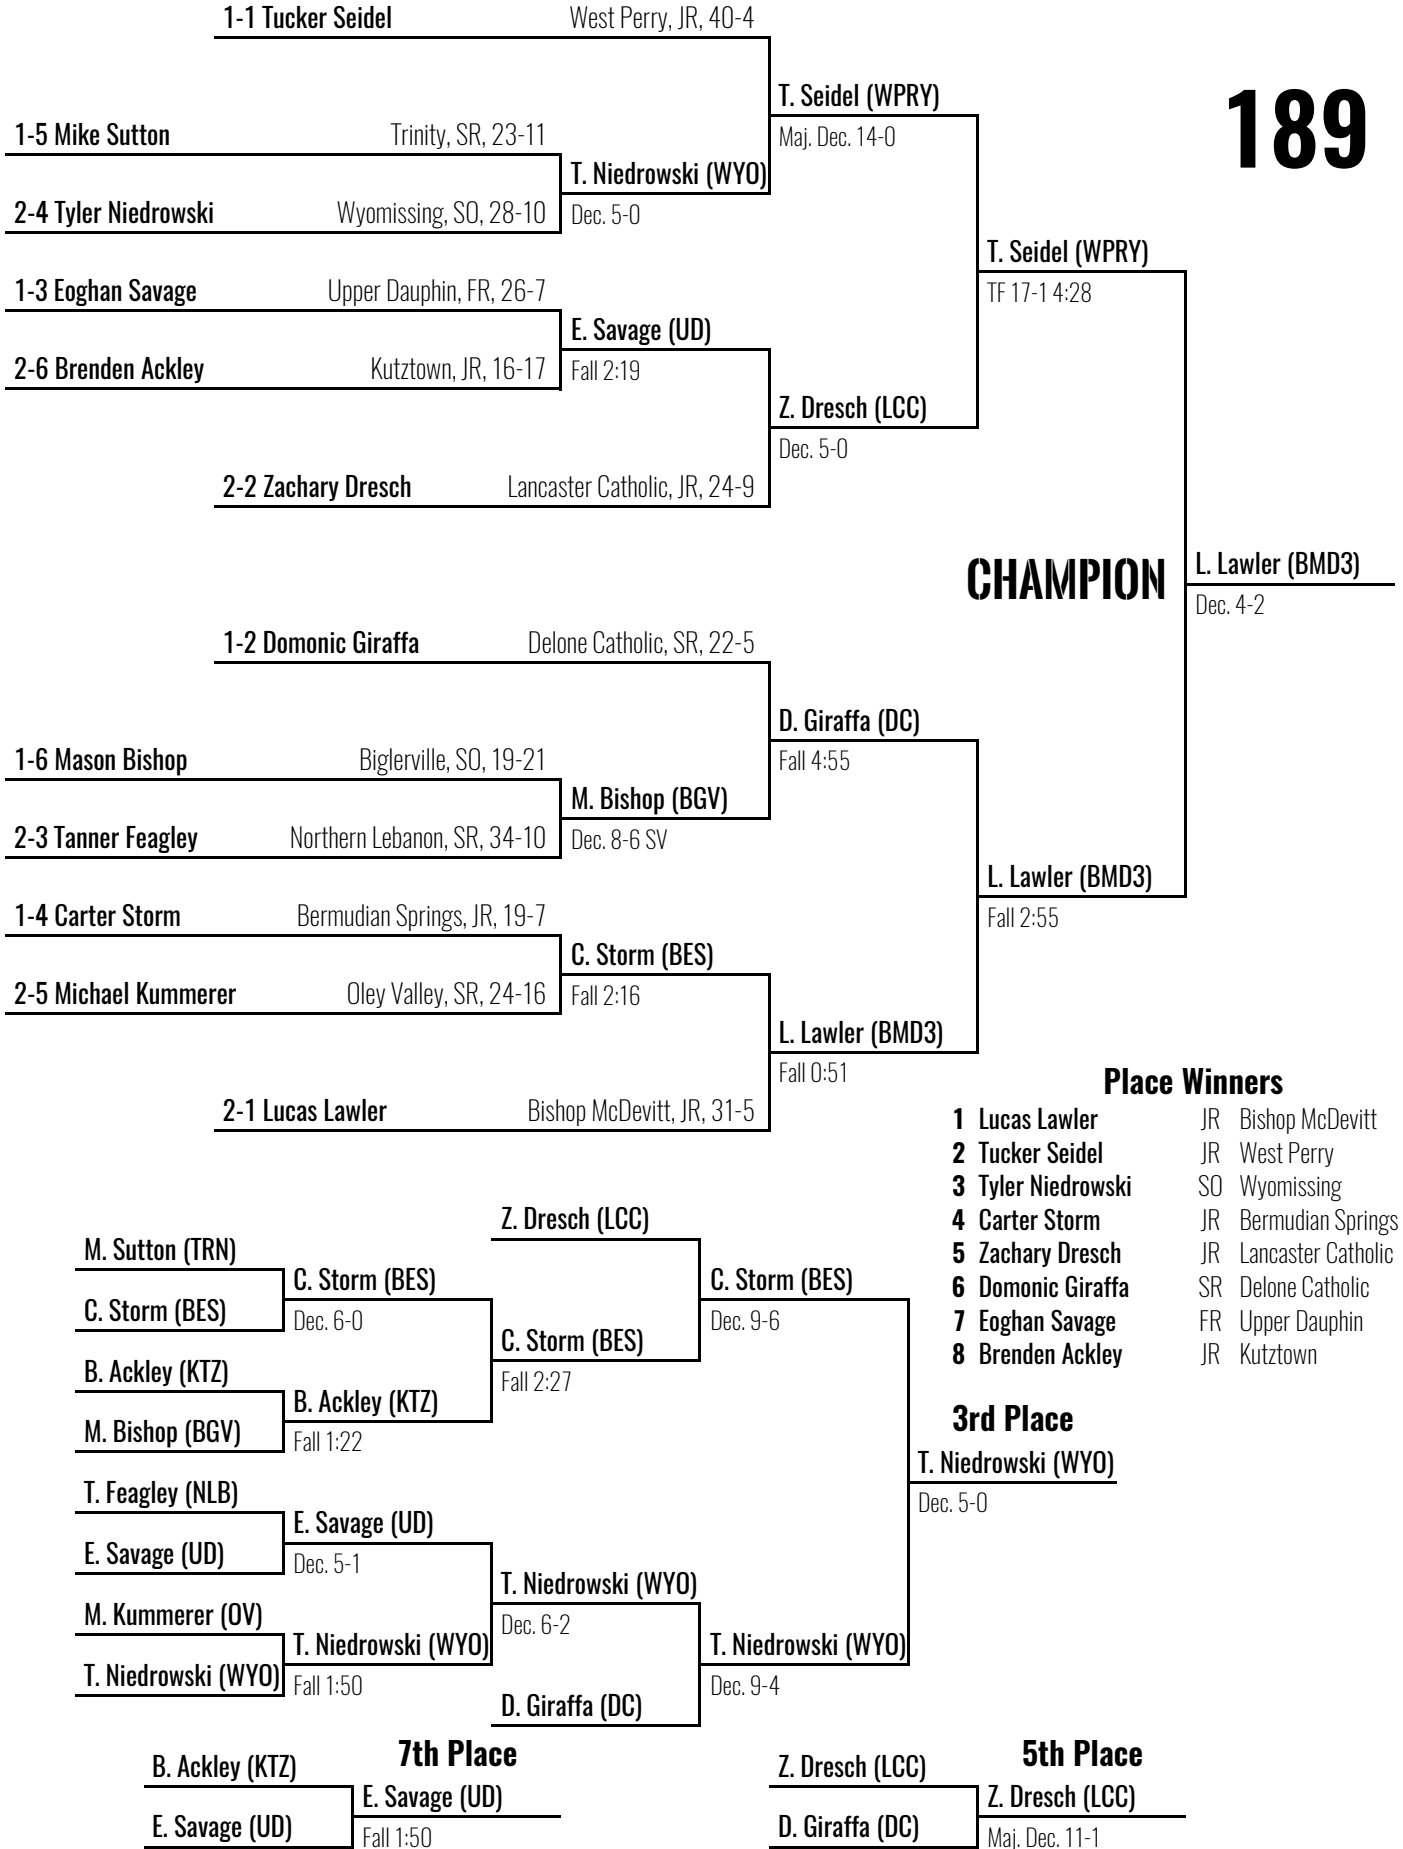 1-1 Tucker Seidel West Perry, JR, 40-4
T. Seidel (WPRY)
Maj. Dec. 14-0
189
1-5 Mike Sutton Trinity, SR, 23-11
T. Niedrowski (WYO)
Dec. 5-0
2-4 Tyler Niedrowski Wyomissing, SO, 28-10
T. Seidel (WPRY)
TF 17-1 4:28
1-3 Eoghan Savage Upper Dauphin, FR, 26-7
E. Savage (UD)
Fall 2:19
2-6 Brenden Ackley Kutztown, JR, 16-17
Z. Dresch (LCC)
Dec. 5-0
2-2 Zachary Dresch Lancaster Catholic, JR, 24-9
CHAMPION
L. Lawler (BMD3)
Dec. 4-2
1-2 Domonic Giraffa Delone Catholic, SR, 22-5
D. Giraffa (DC)
Fall 4:55
1-6 Mason Bishop Biglerville, SO, 19-21
M. Bishop (BGV)
Dec. 8-6 SV
2-3 Tanner Feagley Northern Lebanon, SR, 34-10
L. Lawler (BMD3)
Fall 2:55
1-4 Carter Storm Bermudian Springs, JR, 19-7
C. Storm (BES)
Fall 2:16
2-5 Michael Kummerer Oley Valley, SR, 24-16
L. Lawler (BMD3)
Fall 0:51
2-1 Lucas Lawler Bishop McDevitt, JR, 31-5
Place Winners
1 Lucas Lawler JR Bishop McDevitt
2 Tucker Seidel JR West Perry
3 Tyler Niedrowski SO Wyomissing
4 Carter Storm JR Bermudian Springs
5 Zachary Dresch JR Lancaster Catholic
6 Domonic Giraffa SR Delone Catholic
7 Eoghan Savage FR Upper Dauphin
8 Brenden Ackley JR Kutztown
Z. Dresch (LCC)
M. Sutton (TRN)
C. Storm (BES)
Dec. 6-0
C. Storm (BES)
Dec. 9-6
C. Storm (BES)
C. Storm (BES)
Fall 2:27
B. Ackley (KTZ)
B. Ackley (KTZ)
Fall 1:22
M. Bishop (BGV)
3rd Place
T. Niedrowski (WYO)
Dec. 5-0
T. Feagley (NLB)
E. Savage (UD)
Dec. 5-1
E. Savage (UD)
T. Niedrowski (WYO)
Dec. 6-2
M. Kummerer (OV)
T. Niedrowski (WYO)
Fall 1:50
T. Niedrowski (WYO)
Dec. 9-4
T. Niedrowski (WYO)
D. Giraffa (DC)
7th Place
B. Ackley (KTZ)
E. Savage (UD)
Fall 1:50
E. Savage (UD)
5th Place
Z. Dresch (LCC)
Z. Dresch (LCC)
Maj. Dec. 11-1
D. Giraffa (DC)